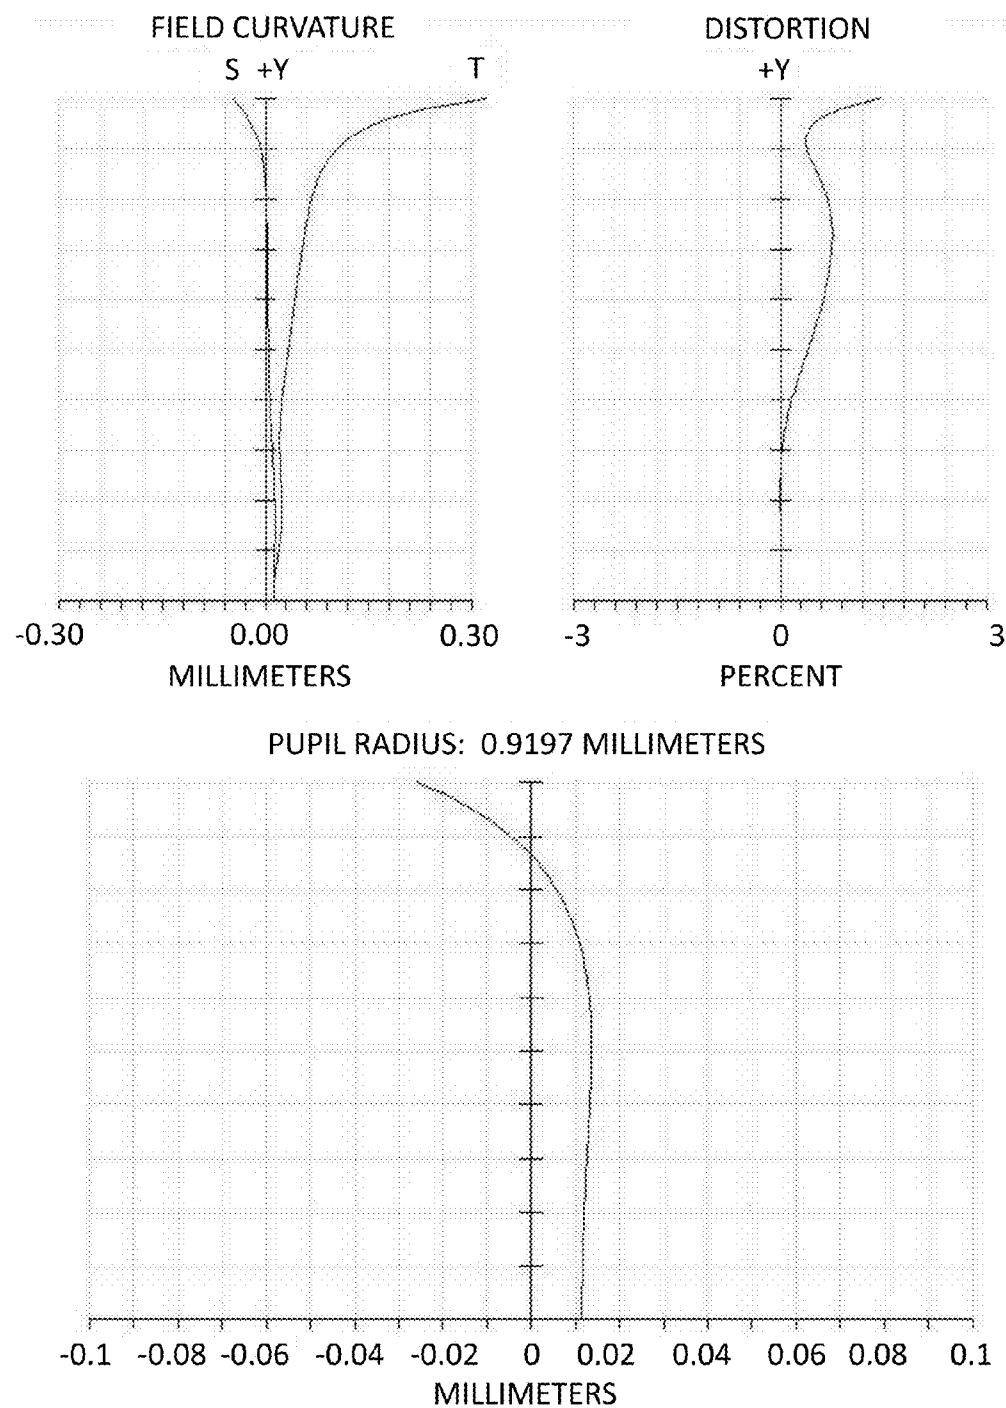 FIELD CURVATURE
S +Y T
-0.30 0.00 0.30
MILLIMETERS
DISTORTION
+Y
-3 0 3
PERCENT
PUPIL RADIUS: 0.9197 MILLIMETERS
-0.1 -0.08 -0.06 -0.04 -0.02 0 0.02 0.04 0.06 0.08 0.1
MILLIMETERS